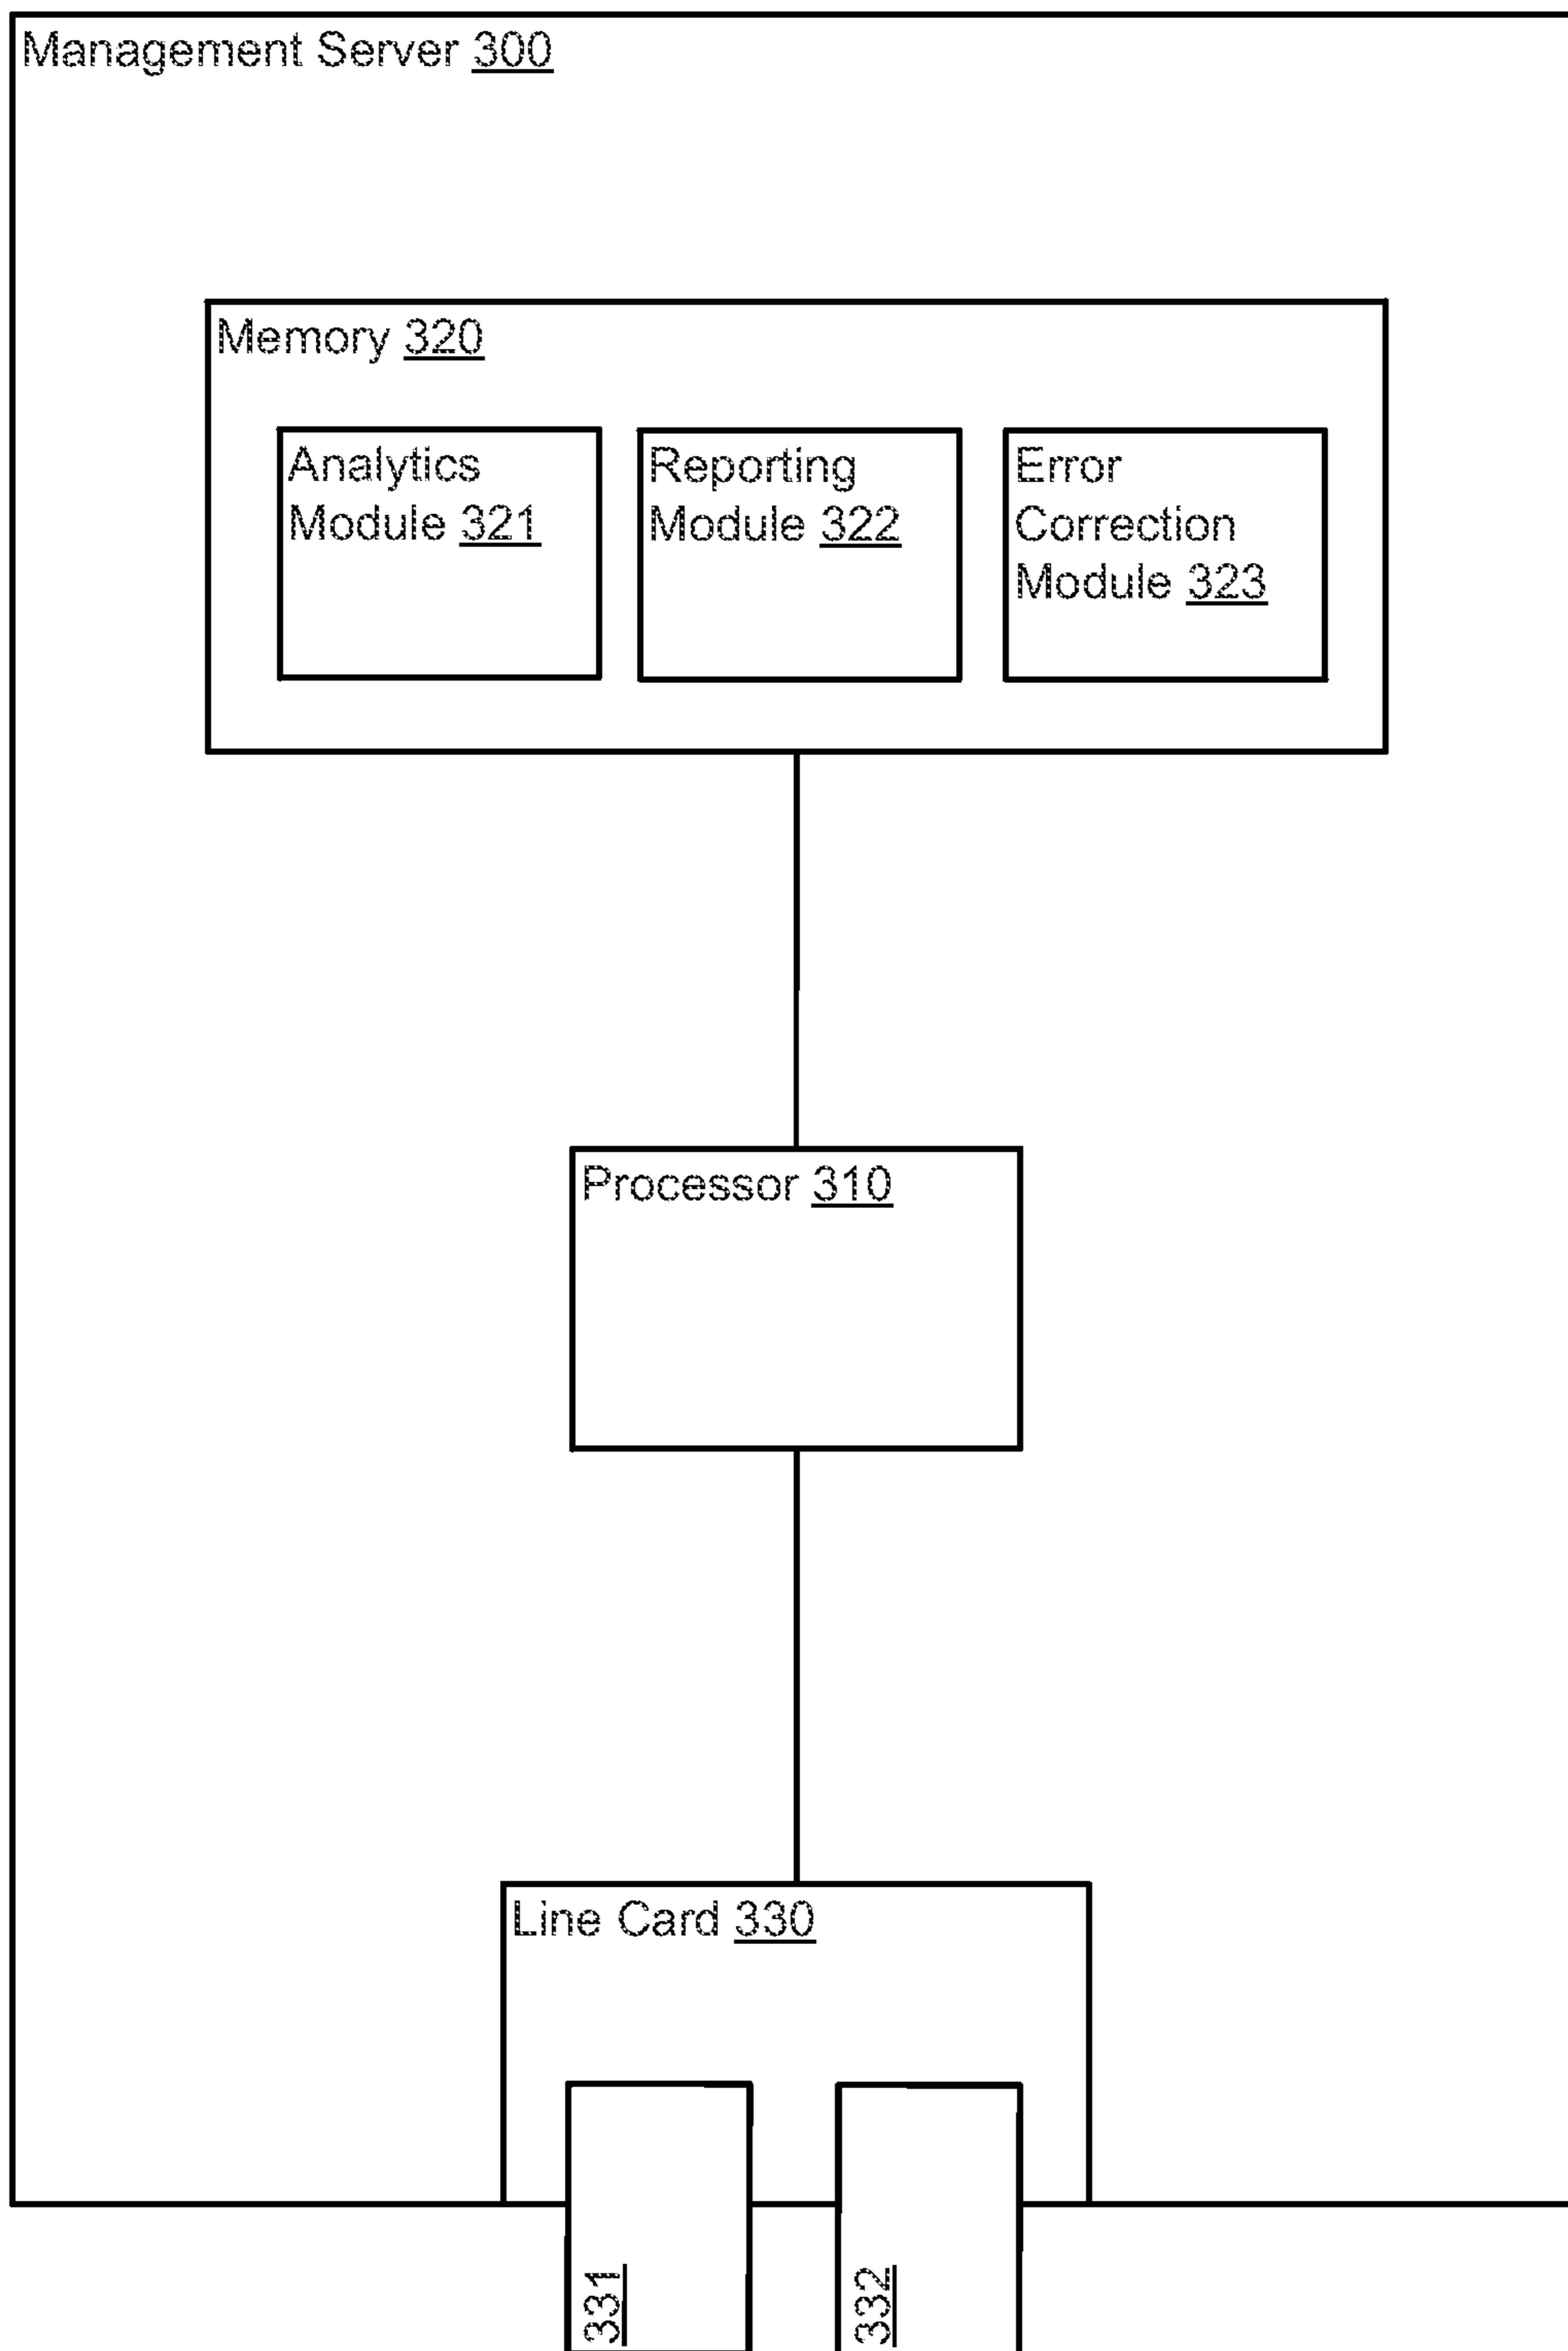 Management Server 300
Memory 320
Analytics
Module 321
Reporting
Module 322
Error
Correction
Module 323
Processor 310
Line Card 330
331
332